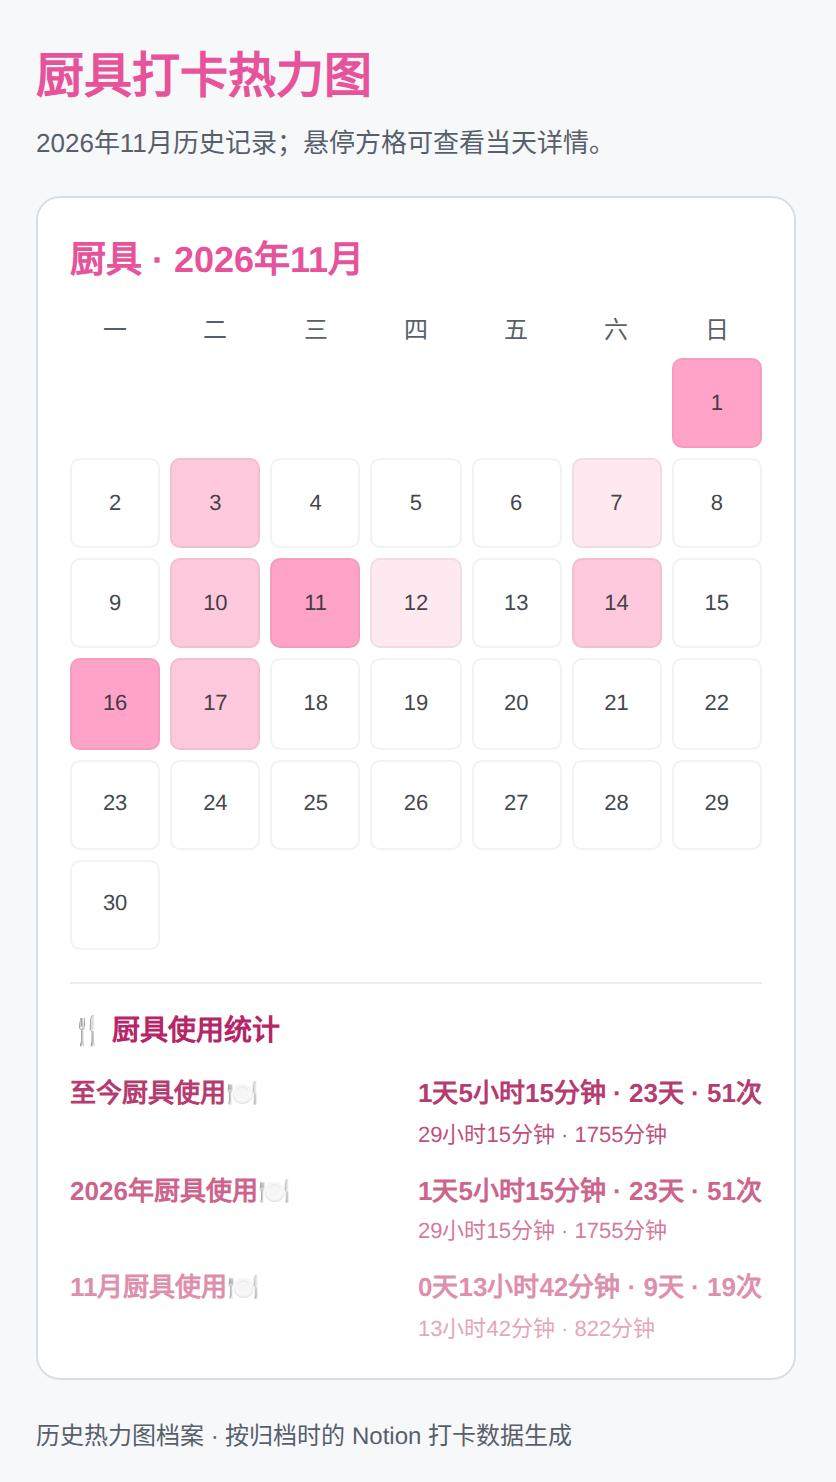 厨具打卡热力图
2026年11月历史记录；悬停方格可查看当天详情。
厨具 · 2026年11月
一 二 三 四 五 六 日
1
2 3 4 5 6 7 8
9 10 11 12 13 14 15
16 17 18 19 20 21 22
23 24 25 26 27 28 29
30
🍴 厨具使用统计
至今厨具使用🍽️ 1天5小时15分钟 · 23天 · 51次
29小时15分钟 · 1755分钟
2026年厨具使用🍽️ 1天5小时15分钟 · 23天 · 51次
29小时15分钟 · 1755分钟
11月厨具使用🍽️ 0天13小时42分钟 · 9天 · 19次
13小时42分钟 · 822分钟
历史热力图档案 · 按归档时的 Notion 打卡数据生成